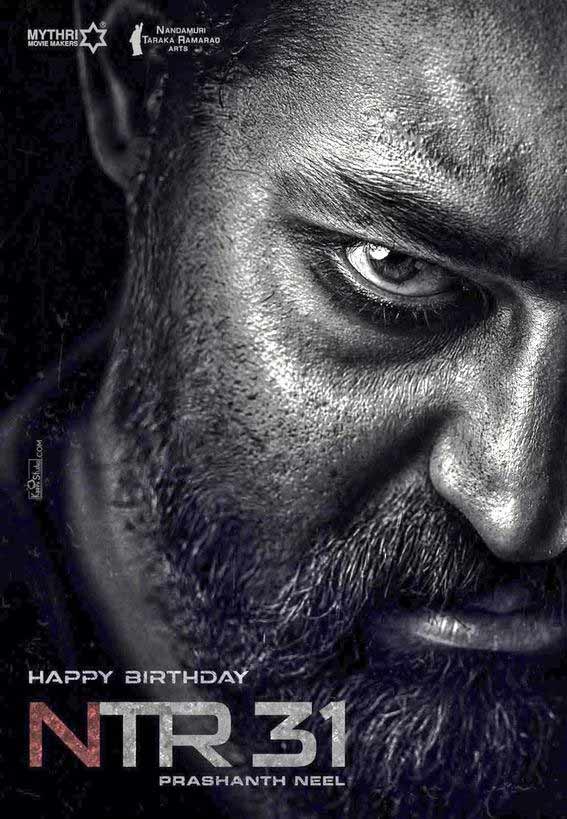 MYTHRI
MOVIE MAKERS
NANDAMURI
TARAKA RAMARAO
ARTS
HAPPY BIRTHDAY
NTR 31
PRASHANTH NEEL